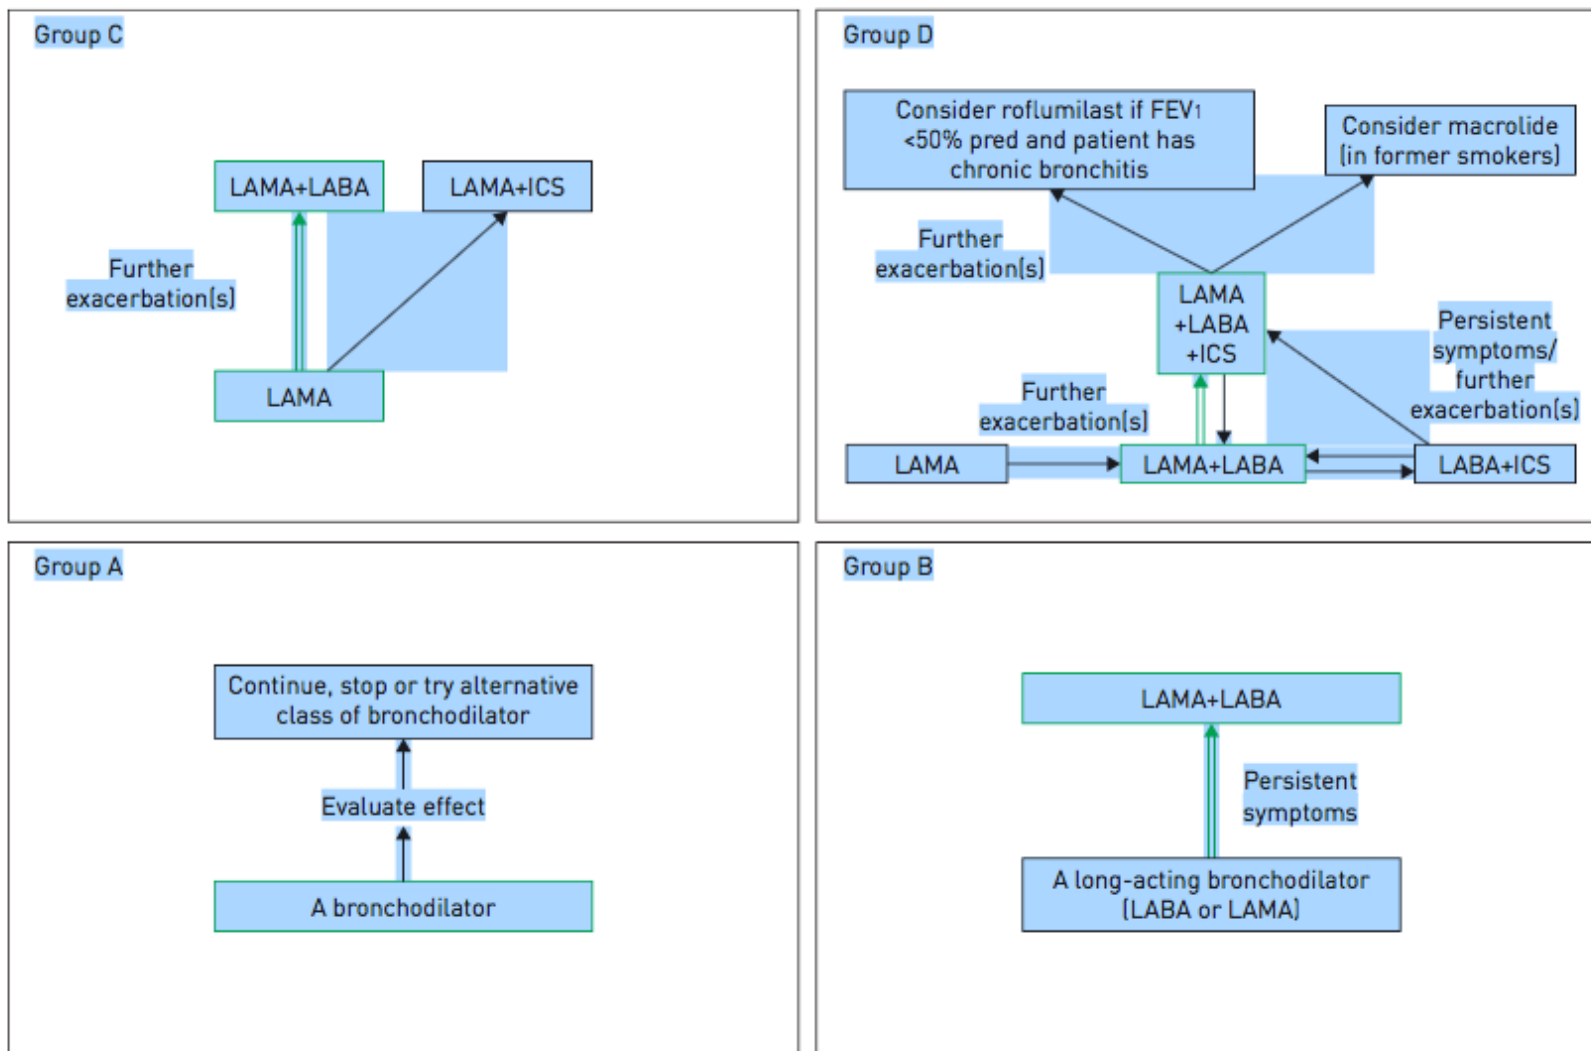 Group C
LAMA+LABA
LAMA+ICS
Further
exacerbation(s)
LAMA
Group D
Consider roflumilast if FEV1
<50% pred and patient has
chronic bronchitis
Consider macrolide
(in former smokers)
Further
exacerbation(s)
LAMA
+LABA
+ICS
Persistent
symptoms/
further
exacerbation(s)
Further
exacerbation(s)
LAMA
LAMA+LABA
LABA+ICS
Group A
Continue, stop or try alternative
class of bronchodilator
Evaluate effect
A bronchodilator
Group B
LAMA+LABA
Persistent
symptoms
A long-acting bronchodilator
(LABA or LAMA)